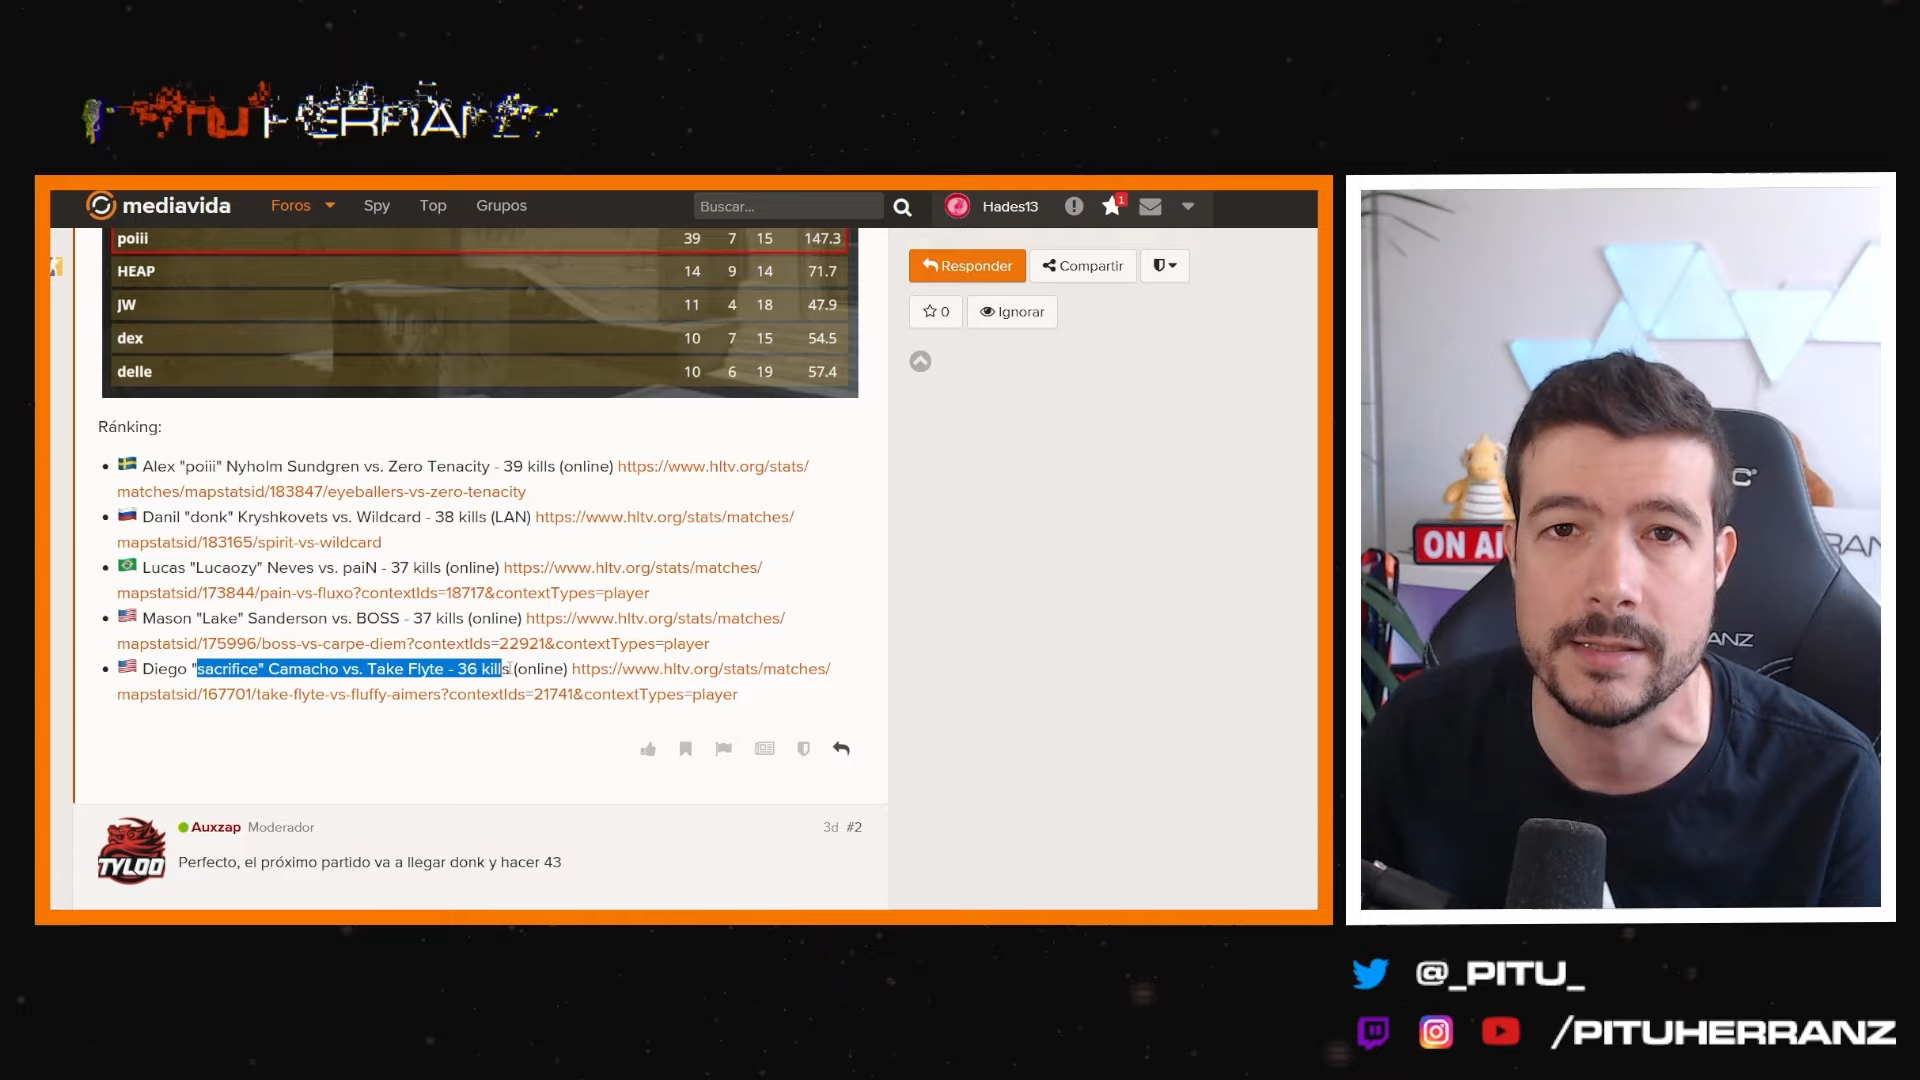 PITU HERRANZ
mediavida Foros Spy Top Grupos Buscar... Hades13 1
poiii 39 7 15 147.3
HEAP 14 9 14 71.7
JW 11 4 18 47.9
dex 10 7 15 54.5
delle 10 6 19 57.4
Responder Compartir
0 Ignorar
Ránking:
Alex "poiii" Nyholm Sundgren vs. Zero Tenacity - 39 kills (online) https://www.hltv.org/stats/
matches/mapstatsid/183847/eyeballers-vs-zero-tenacity
Danil "donk" Kryshkovets vs. Wildcard - 38 kills (LAN) https://www.hltv.org/stats/matches/
mapstatsid/183165/spirit-vs-wildcard
Lucas "Lucaozy" Neves vs. paiN - 37 kills (online) https://www.hltv.org/stats/matches/
mapstatsid/173844/pain-vs-fluxo?contextIds=18717&contextTypes=player
Mason "Lake" Sanderson vs. BOSS - 37 kills (online) https://www.hltv.org/stats/matches/
mapstatsid/175996/boss-vs-carpe-diem?contextIds=22921&contextTypes=player
Diego "sacrifice" Camacho vs. Take Flyte - 36 kills (online) https://www.hltv.org/stats/matches/
mapstatsid/167701/take-flyte-vs-fluffy-aimers?contextIds=21741&contextTypes=player
TYLOO
Auxzap Moderador 3d #2
Perfecto, el próximo partido va a llegar donk y hacer 43
ON AI
@_PITU_
/PITUHERRANZ